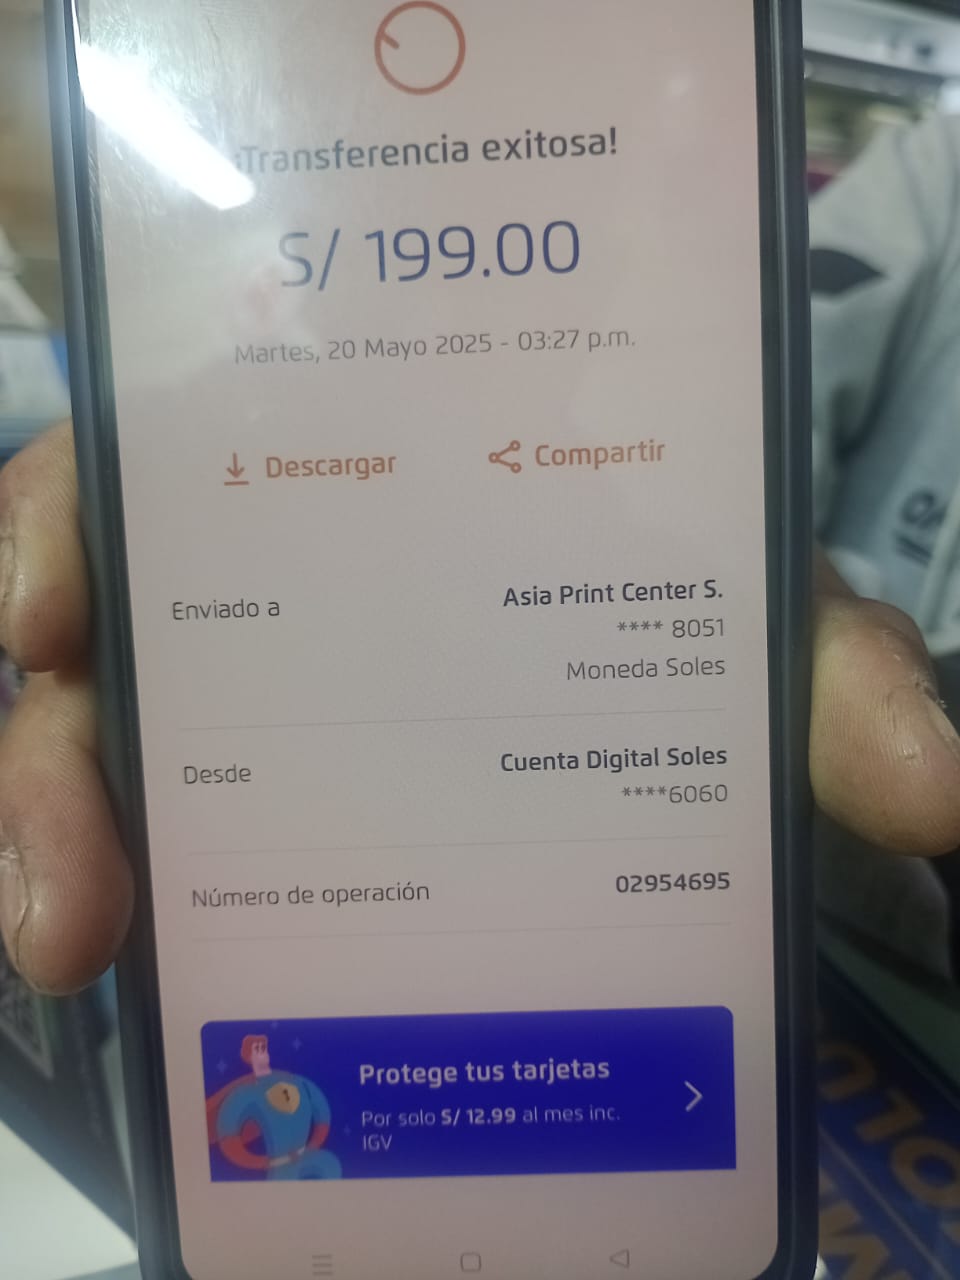 ¡Transferencia exitosa!
S/ 199.00
Martes, 20 Mayo 2025 - 03:27 p.m.
Descargar
Compartir
Enviado a
Asia Print Center S.
**** 8051
Moneda Soles
Desde
Cuenta Digital Soles
****6060
Número de operación
02954695
Protege tus tarjetas
Por solo S/ 12.99 al mes inc.
IGV